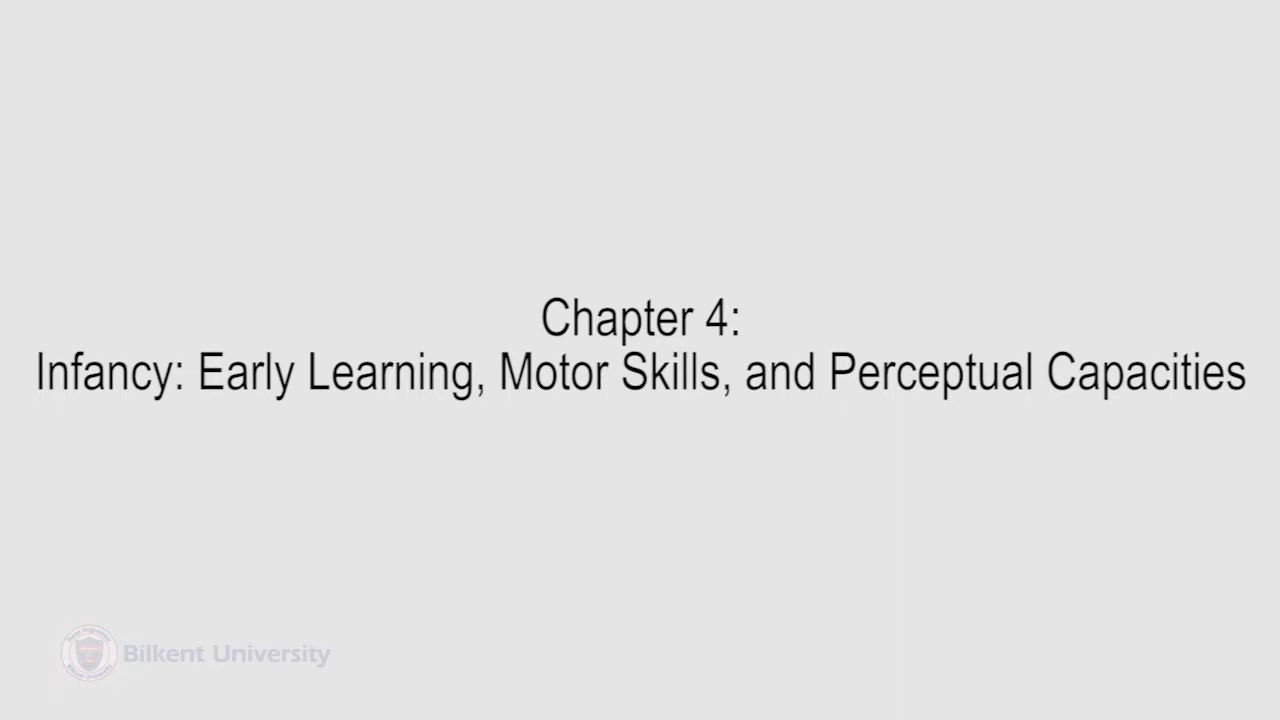 Chapter 4:
Infancy: Early Learning, Motor Skills, and Perceptual Capacities
Bilkent University